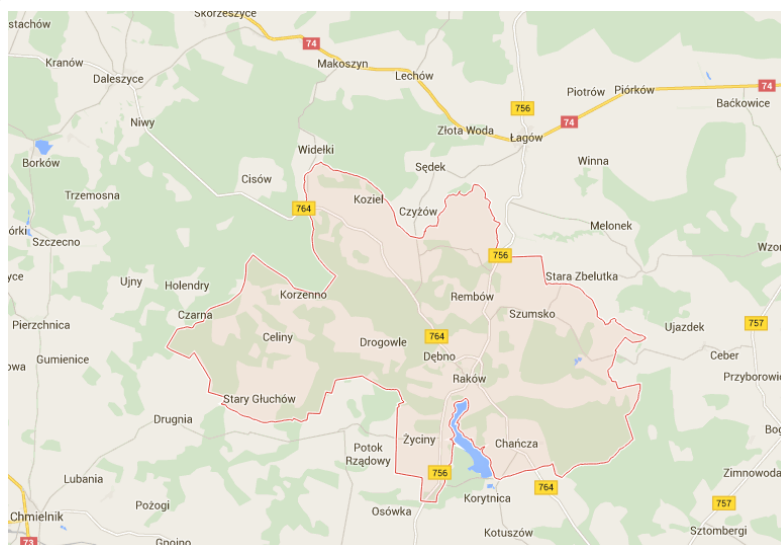 Skorzeszyce
stachów
74
Kranów
Makoszyn
Daleszyce
Lechów
Piotrów
Piórków
74
Baćkowice
756
Niwy
74
Złota Woda
Łagów
Widełki
Borków
Sędek
Winna
Cisów
Trzemosna
Kozieł
764
Czyżów
Melonek
órki
Szczecno
Wzor
756
yce
Ujny
Holendry
Stara Zbelutka
Korzenno
Rembów
Czarna
Szumsko
Pierzchnica
Ujazdek
757
764
Celiny
Drogowle
Dębno
Ceber
owa
Gumienice
Raków
Przyborowic
Stary Głuchów
Drugnia
Życiny
Chańcza
Bog
Potok
Rządowy
756
Zimnowoda
Lubania
764
Korytnica
757
Pożogi
Osówka
Chmielnik
Kotuszów
Sztombergi
73
Gnojno